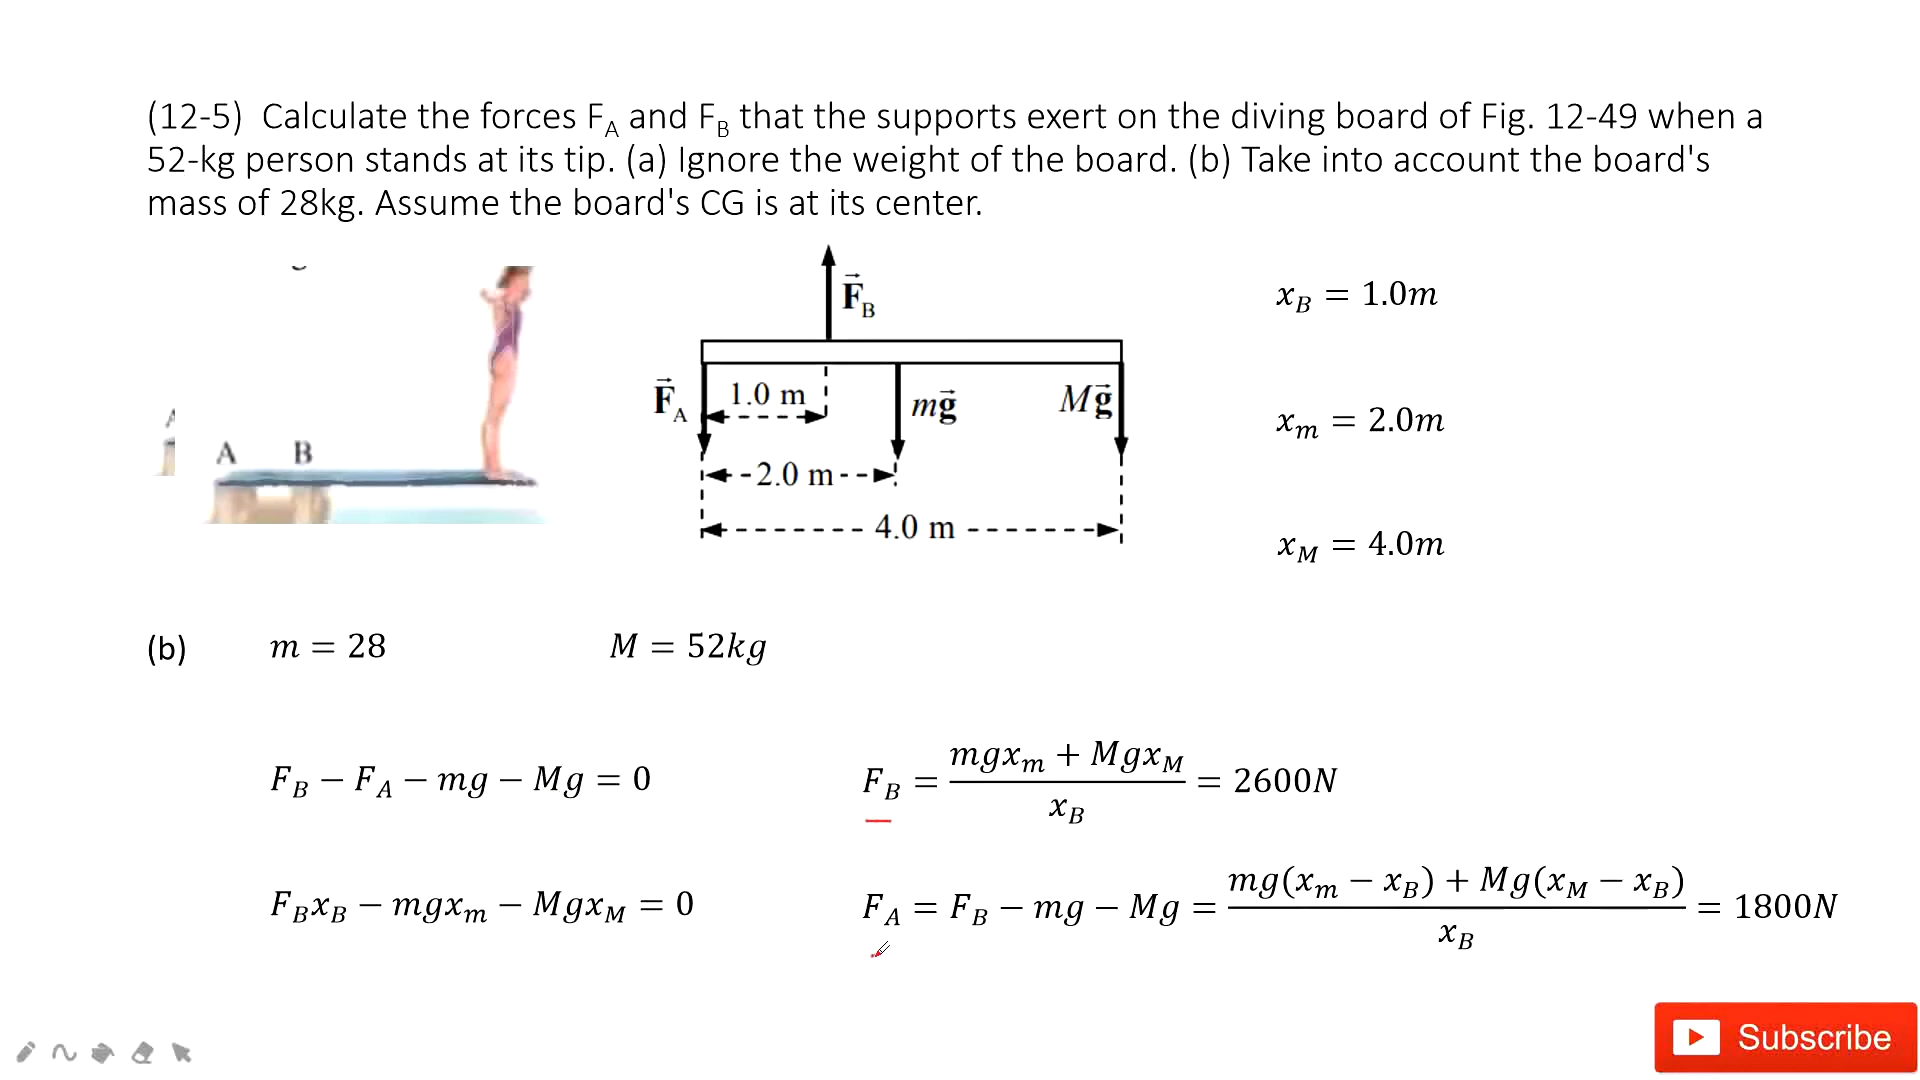 (12-5) Calculate the forces F_A and F_B that the supports exert on the diving board of Fig. 12-49 when a
52-kg person stands at its tip. (a) Ignore the weight of the board. (b) Take into account the board's
mass of 28kg. Assume the board's CG is at its center.
A B
F⃗_B
F⃗_A
1.0 m
mg⃗
Mg⃗
2.0 m
4.0 m
x_B = 1.0m
x_m = 2.0m
x_M = 4.0m
(b) m = 28 M = 52kg
F_B − F_A − mg − Mg = 0
F_B = (mgx_m + Mgx_M)/x_B = 2600N
F_Bx_B − mgx_m − Mgx_M = 0
F_A = F_B − mg − Mg = (mg(x_m − x_B) + Mg(x_M − x_B))/x_B = 1800N
Subscribe